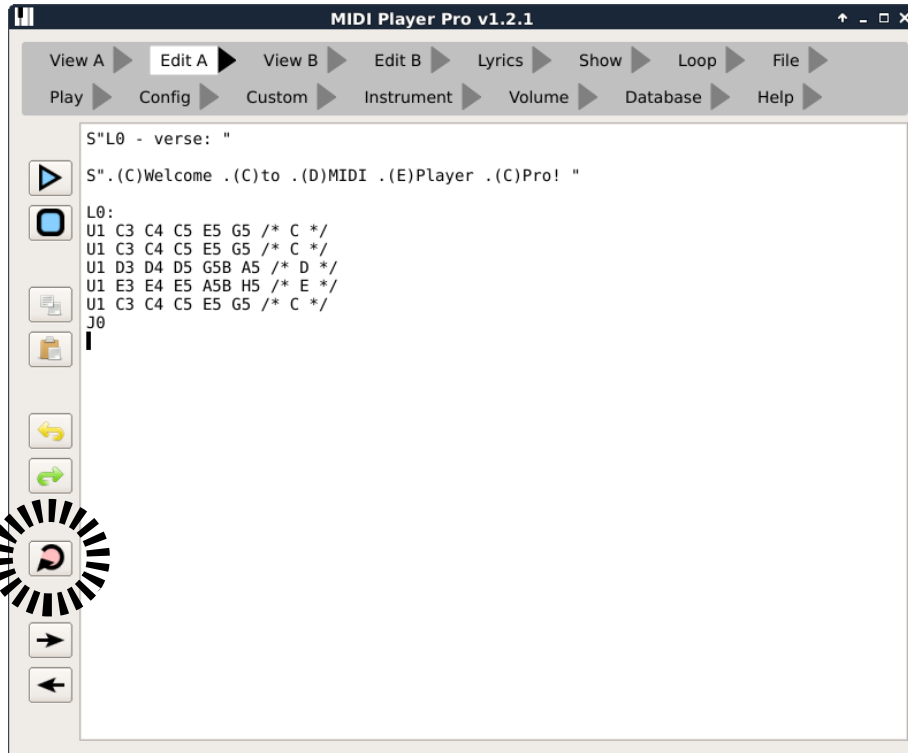 MIDI Player Pro v1.2.1
View A Edit A View B Edit B Lyrics Show Loop File
Play Config Custom Instrument Volume Database Help
S"L0 - verse: "
S".(C)Welcome .(C)to .(D)MIDI .(E)Player .(C)Pro! "
L0:
U1 C3 C4 C5 E5 G5 /* C */
U1 C3 C4 C5 E5 G5 /* C */
U1 D3 D4 D5 G5B A5 /* D */
U1 E3 E4 E5 A5B H5 /* E */
U1 C3 C4 C5 E5 G5 /* C */
J0